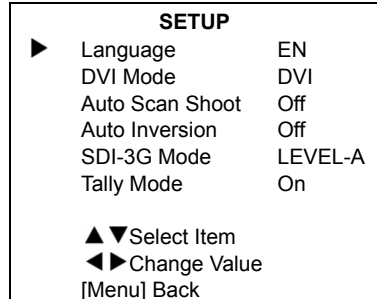 SETUP
▶ Language EN
DVI Mode DVI
Auto Scan Shoot Off
Auto Inversion Off
SDI-3G Mode LEVEL-A
Tally Mode On
▲▼Select Item
◀▶Change Value
[Menu] Back